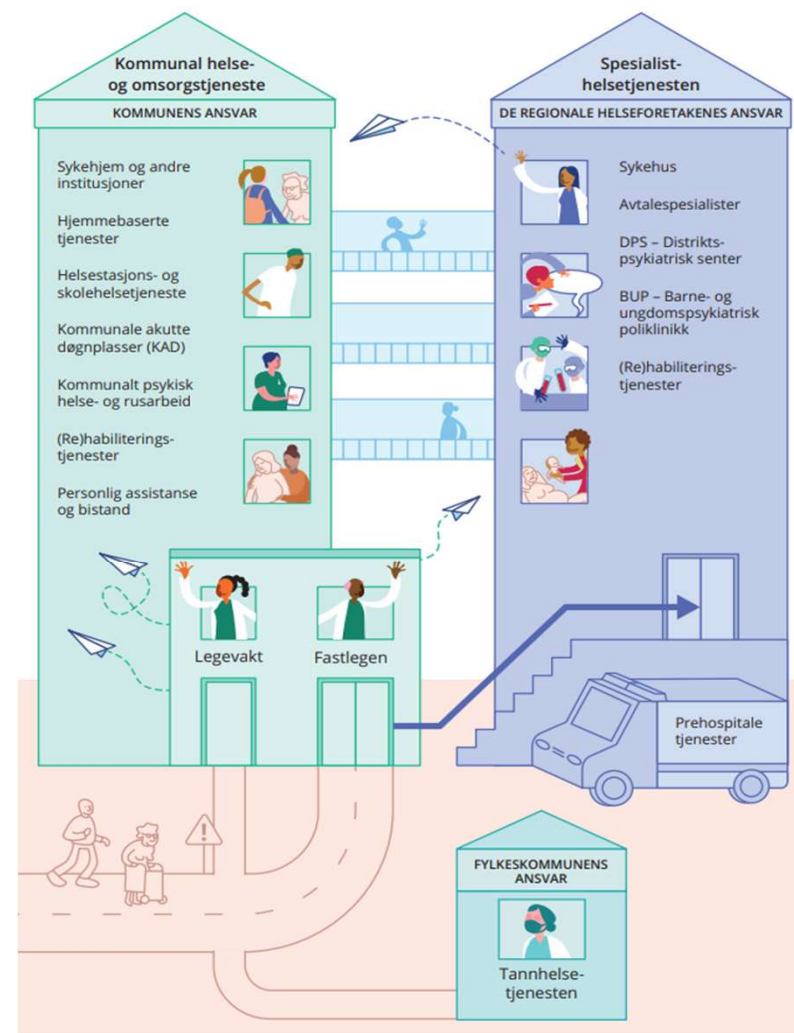 Kommunal helse-
og omsorgstjeneste
KOMMUNENS ANSVAR
Sykehjem og andre
institusjoner
Hjemmebaserte
tjenester
Helsestasjons- og
skolehelsetjeneste
Kommunale akutte
døgnplasser (KAD)
Kommunalt psykisk
helse- og rusarbeid
(Re)habiliterings-
tjenester
Personlig assistanse
og bistand
Legevakt
Fastlegen
Spesialist-
helsetjenesten
DE REGIONALE HELSEFORETAKENES ANSVAR
Sykehus
Avtalespesialister
DPS – Distrikts-
psykiatrisk senter
BUP – Barne- og
ungdomspsykiatrisk
poliklinikk
(Re)habiliterings-
tjenester
Prehospitale
tjenester
FYLKESKOMMUNENS
ANSVAR
Tannhelse-
tjenesten